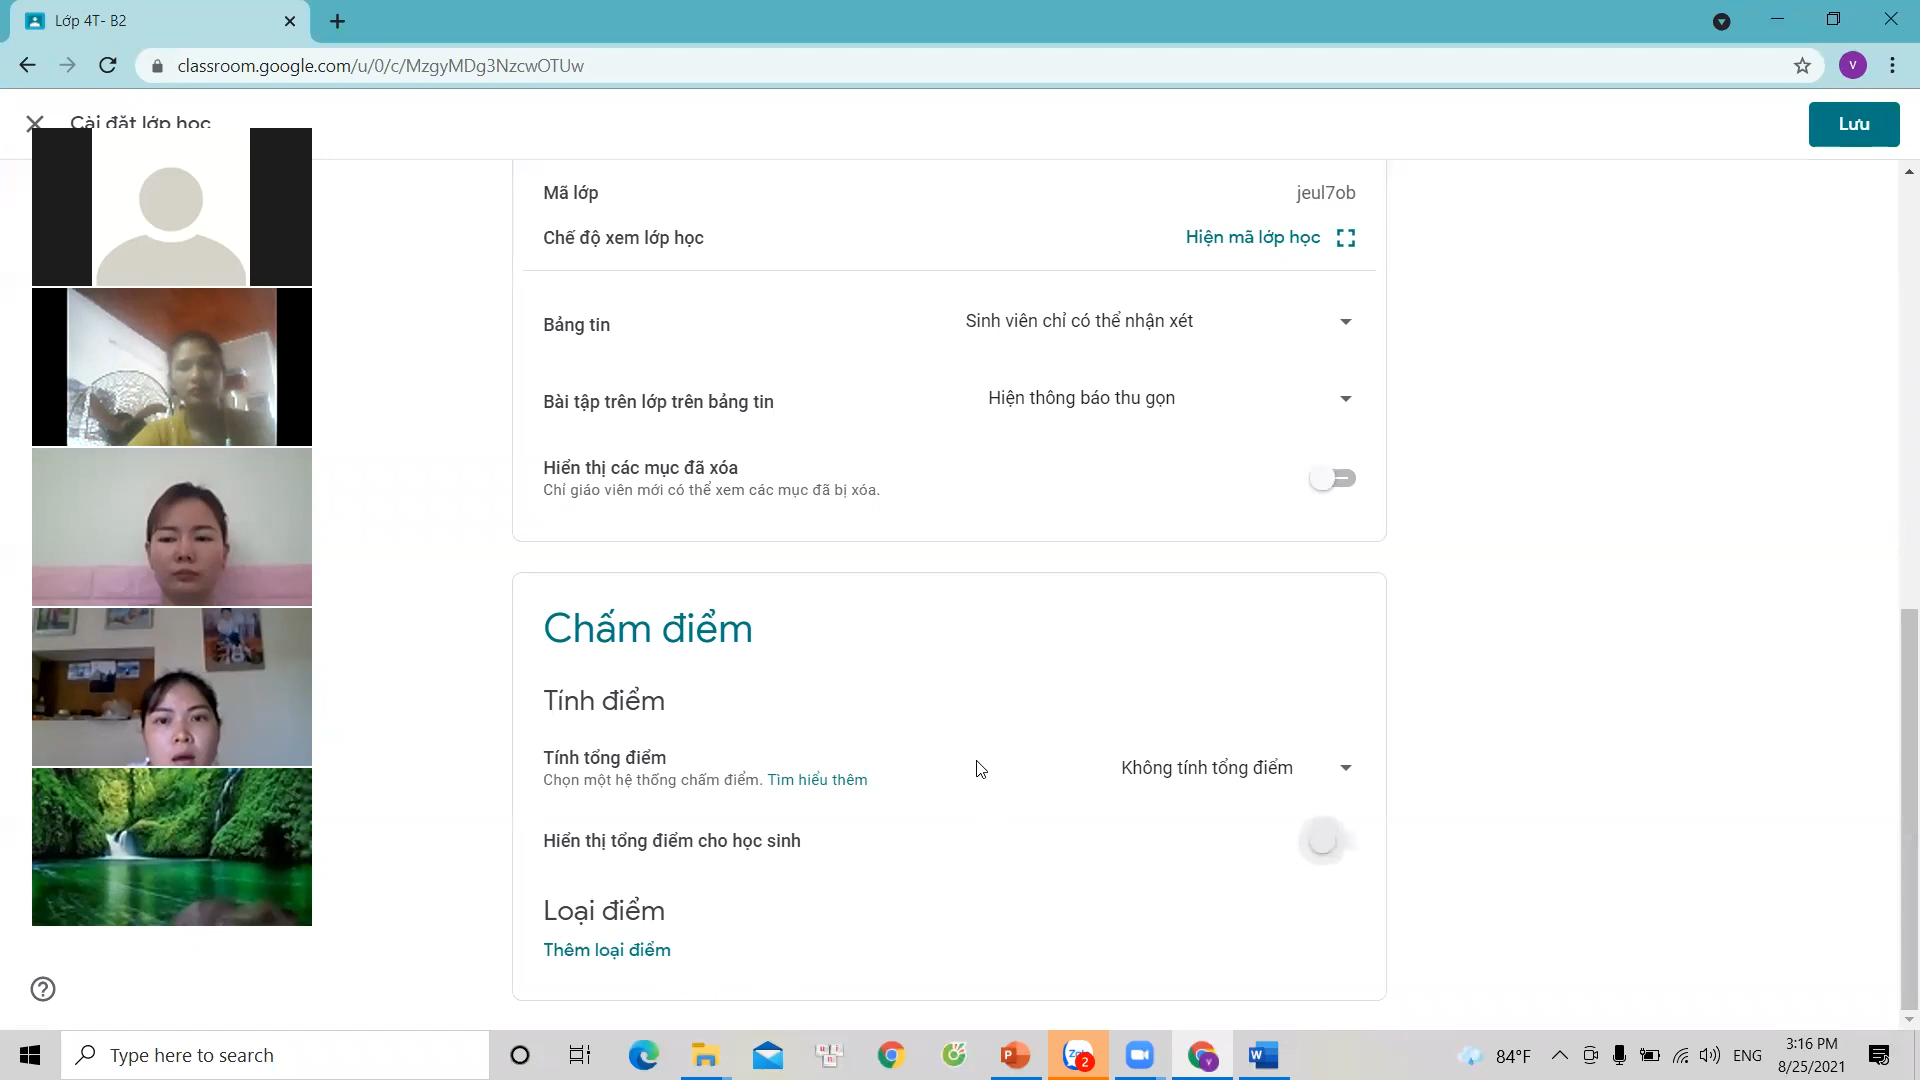 Lớp 4T- B2
classroom.google.com/u/0/c/MzgyMDg3NzcwOTUw
V
Cài đặt lớp học
Lưu
Mã lớp
jeul7ob
Chế độ xem lớp học
Hiện mã lớp học
Bảng tin
Sinh viên chỉ có thể nhận xét
Bài tập trên lớp trên bảng tin
Hiện thông báo thu gọn
Hiển thị các mục đã xóa
Chỉ giáo viên mới có thể xem các mục đã bị xóa.
Chấm điểm
Tính điểm
Tính tổng điểm
Chọn một hệ thống chấm điểm. Tìm hiểu thêm
Không tính tổng điểm
Hiển thị tổng điểm cho học sinh
Loại điểm
Thêm loại điểm
Type here to search
2
84°F
ENG
3:16 PM
8/25/2021